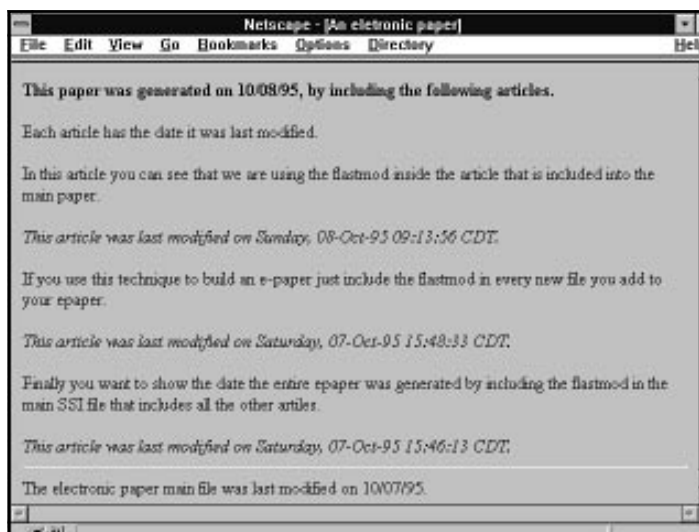 Netscape - [An eletronic paper]
File Edit View Go Bookmarks Options Directory Hel
This paper was generated on 10/08/95, by including the following articles.
Each article has the date it was last modified.
In this article you can see that we are using the flastmod inside the article that is included into the
main paper.
This article was last modified on Sunday, 08-Oct-95 09:13:56 CDT.
If you use this technique to build an e-paper just include the flastmod in every new file you add to
your epaper.
This article was last modified on Saturday, 07-Oct-95 15:48:33 CDT.
Finally you want to show the date the entire epaper was generated by including the flastmod in the
main SSI file that includes all the other artiles.
This article was last modified on Saturday, 07-Oct-95 15:46:13 CDT.
The electronic paper main file was last modified on 10/07/95.